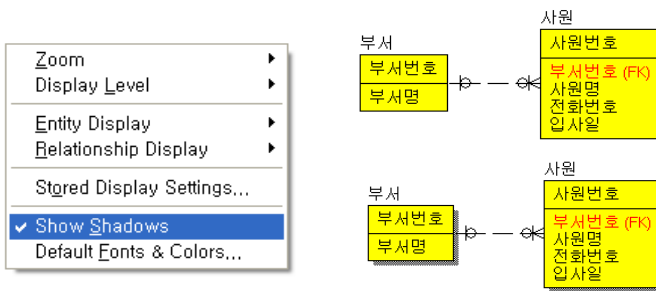 Zoom
Display Level
Entity Display
Relationship Display
Stored Display Settings...
Show Shadows
Default Fonts & Colors...
부서
부서번호
부서명
사원
사원번호
부서번호 (FK)
사원명
전화번호
입사일
부서
부서번호
부서명
사원
사원번호
부서번호 (FK)
사원명
전화번호
입사일